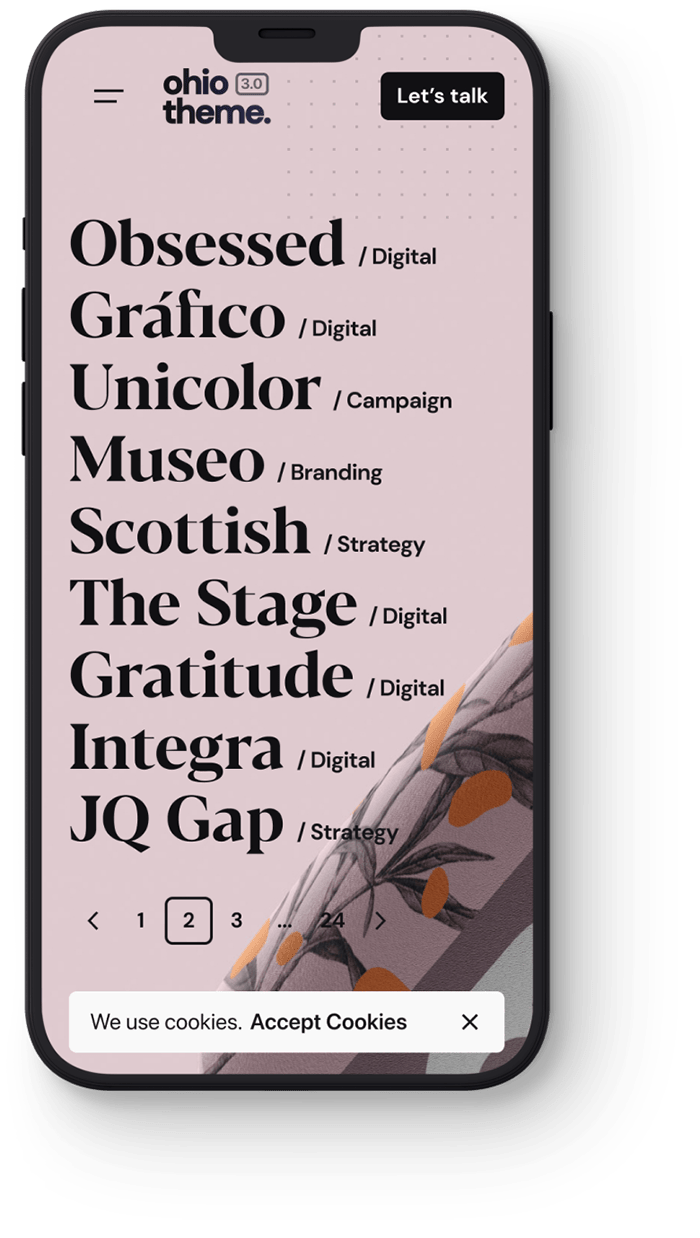 ohio 3.0
theme.
Let’s talk
Obsessed / Digital
Gráfico / Digital
Unicolor / Campaign
Museo / Branding
Scottish / Strategy
The Stage / Digital
Gratitude / Digital
Integra / Digital
JQ Gap / Strategy
1 2 3 ... 24
We use cookies. Accept Cookies